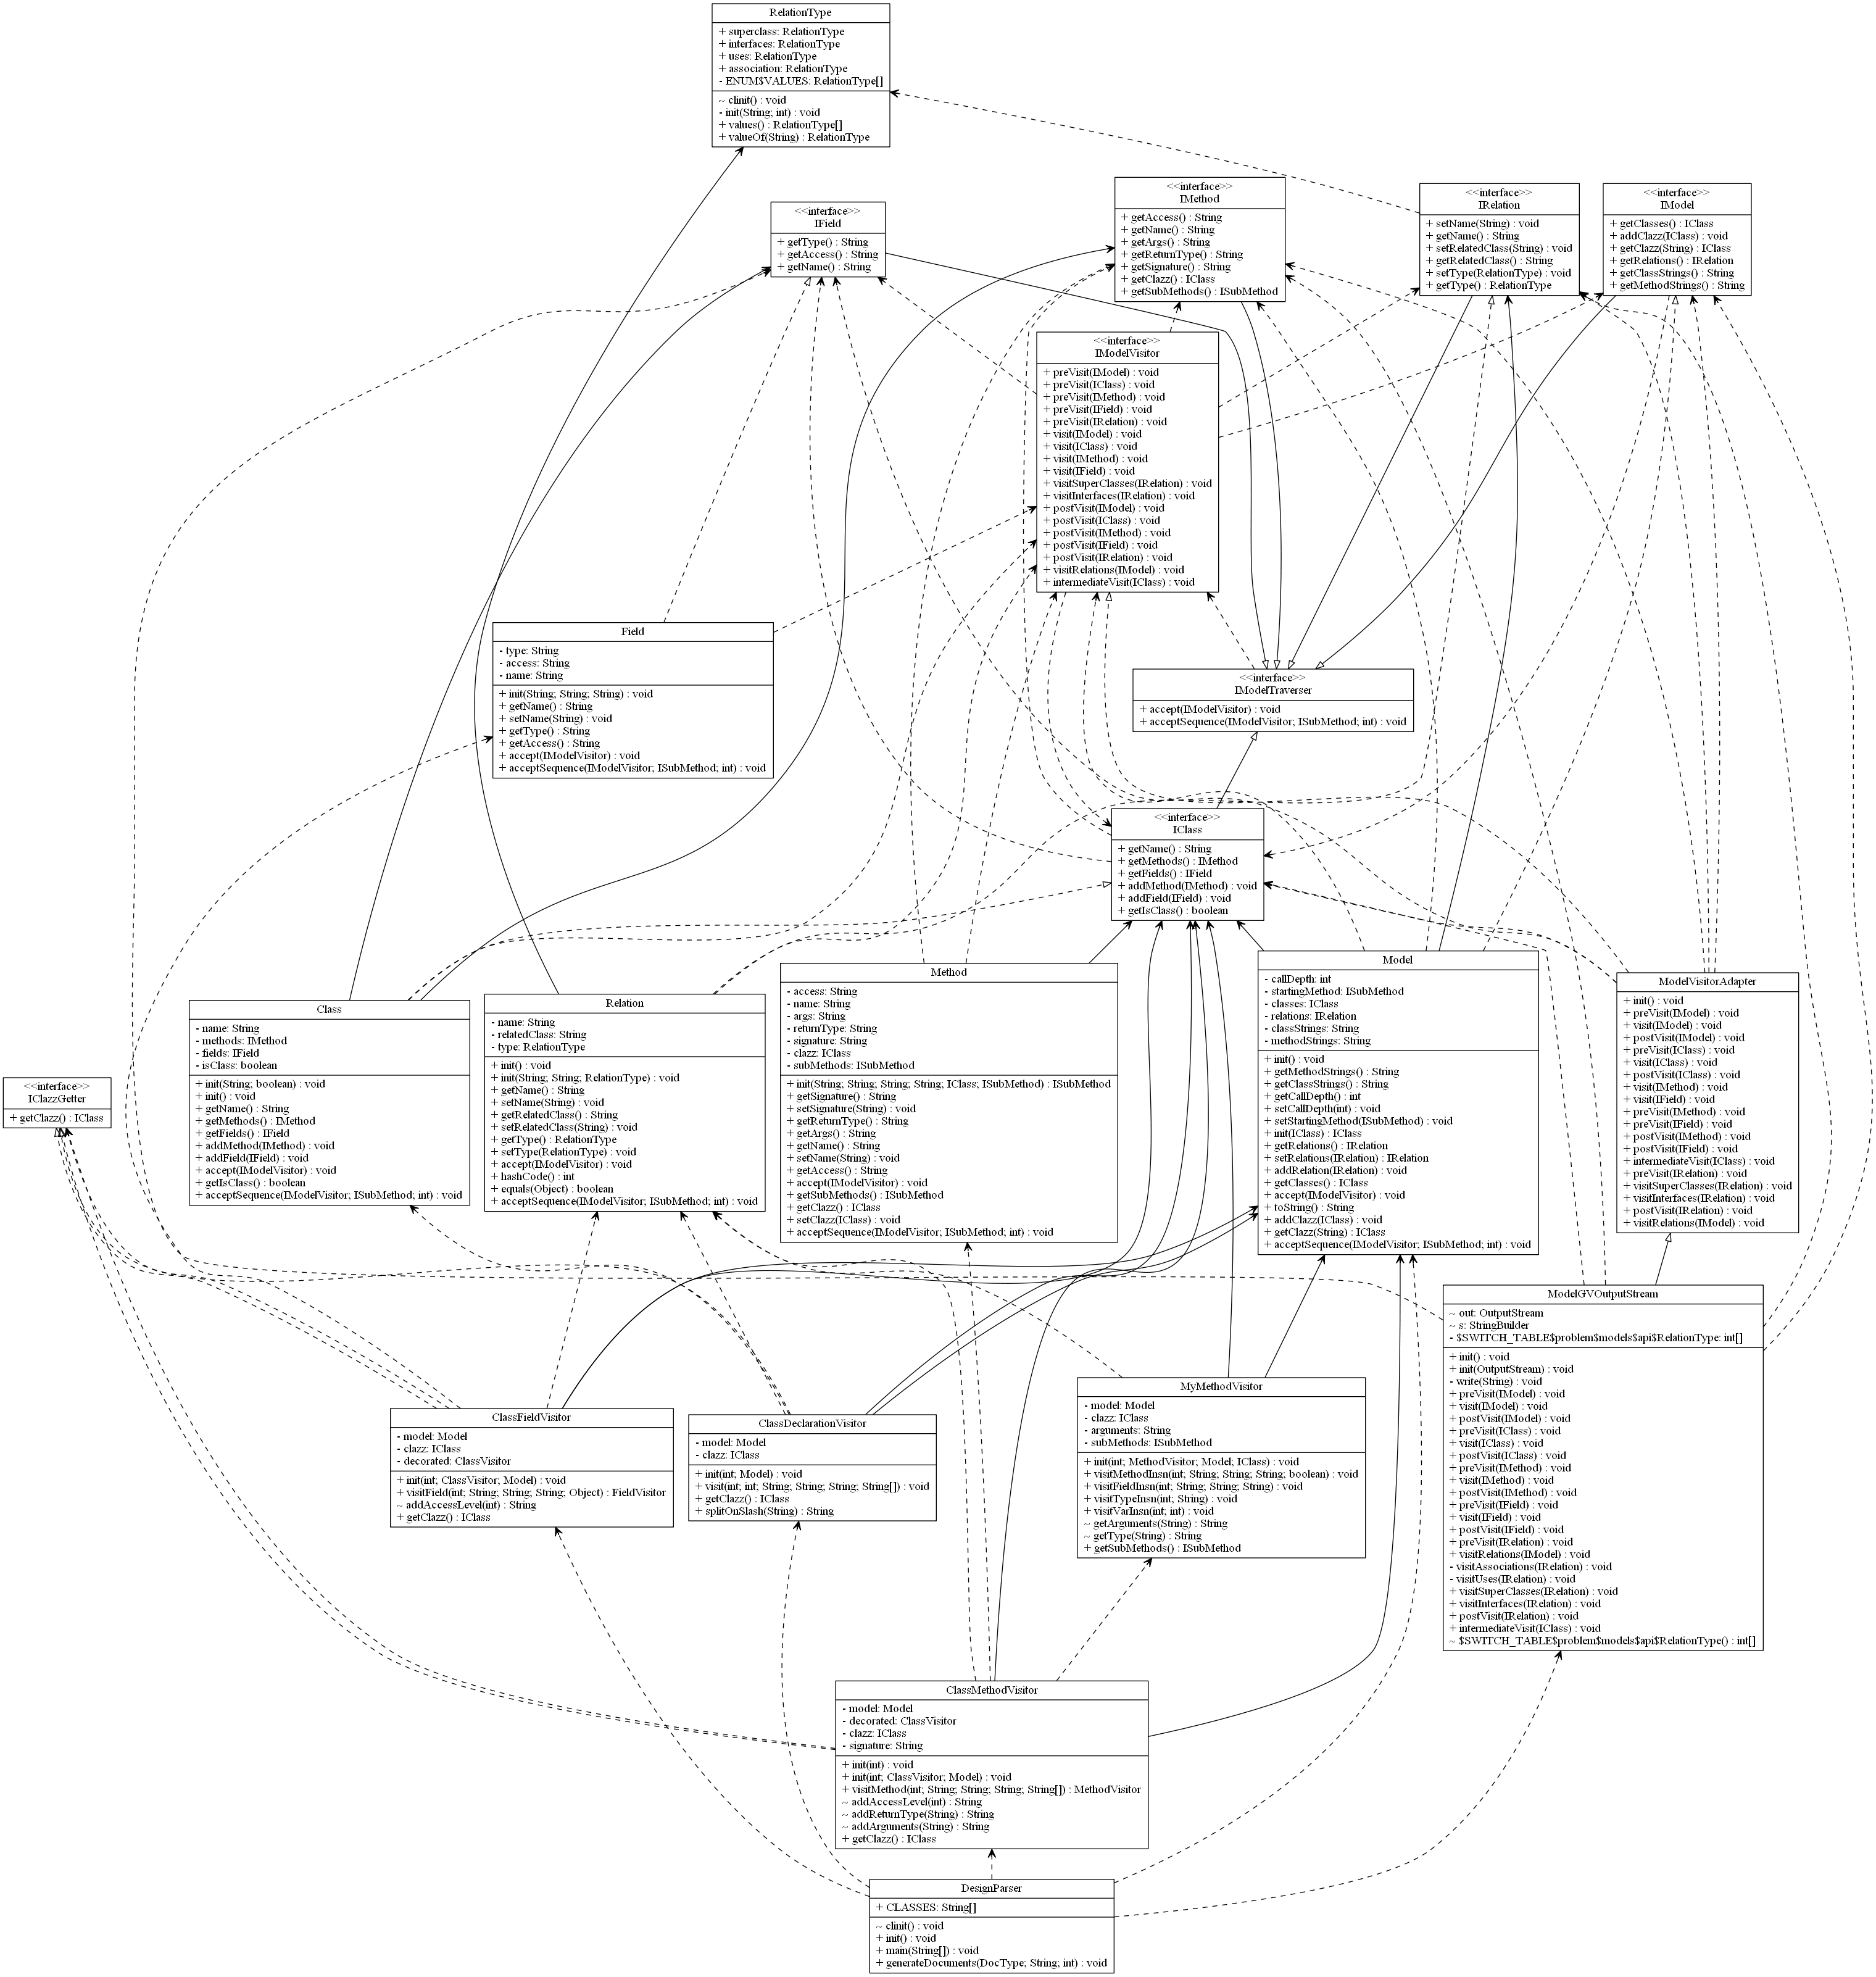 RelationType
+ superclass: RelationType
+ interfaces: RelationType
+ uses: RelationType
+ association: RelationType
- ENUM$VALUES: RelationType[]
~ clinit() : void
- init(String; int) : void
+ values() : RelationType[]
+ valueOf(String) : RelationType
<<interface>>
IMethod
+ getAccess() : String
+ getName() : String
+ getArgs() : String
+ getReturnType() : String
+ getSignature() : String
+ getClazz() : IClass
+ getSubMethods() : ISubMethod
<<interface>>
IRelation
+ setName(String) : void
+ getName() : String
+ setRelatedClass(String) : void
+ getRelatedClass() : String
+ setType(RelationType) : void
+ getType() : RelationType
<<interface>>
IModel
+ getClasses() : IClass
+ addClazz(IClass) : void
+ getClazz(String) : IClass
+ getRelations() : IRelation
+ getClassStrings() : String
+ getMethodStrings() : String
<<interface>>
IField
+ getType() : String
+ getAccess() : String
+ getName() : String
<<interface>>
IModelVisitor
+ preVisit(IModel) : void
+ preVisit(IClass) : void
+ preVisit(IMethod) : void
+ preVisit(IField) : void
+ preVisit(IRelation) : void
+ visit(IModel) : void
+ visit(IClass) : void
+ visit(IMethod) : void
+ visit(IField) : void
+ visitSuperClasses(IRelation) : void
+ visitInterfaces(IRelation) : void
+ postVisit(IModel) : void
+ postVisit(IClass) : void
+ postVisit(IMethod) : void
+ postVisit(IField) : void
+ postVisit(IRelation) : void
+ visitRelations(IModel) : void
+ intermediateVisit(IClass) : void
Field
- type: String
- access: String
- name: String
+ init(String; String; String) : void
+ getName() : String
+ setName(String) : void
+ getType() : String
+ getAccess() : String
+ accept(IModelVisitor) : void
+ acceptSequence(IModelVisitor; ISubMethod; int) : void
<<interface>>
IModelTraverser
+ accept(IModelVisitor) : void
+ acceptSequence(IModelVisitor; ISubMethod; int) : void
<<interface>>
IClass
+ getName() : String
+ getMethods() : IMethod
+ getFields() : IField
+ addMethod(IMethod) : void
+ addField(IField) : void
+ getIsClass() : boolean
<<interface>>
IClazzGetter
+ getClazz() : IClass
Class
- name: String
- methods: IMethod
- fields: IField
- isClass: boolean
+ init(String; boolean) : void
+ init() : void
+ getName() : String
+ getMethods() : IMethod
+ getFields() : IField
+ addMethod(IMethod) : void
+ addField(IField) : void
+ accept(IModelVisitor) : void
+ getIsClass() : boolean
+ acceptSequence(IModelVisitor; ISubMethod; int) : void
Relation
- name: String
- relatedClass: String
- type: RelationType
+ init() : void
+ init(String; String; RelationType) : void
+ getName() : String
+ setName(String) : void
+ getRelatedClass() : String
+ setRelatedClass(String) : void
+ getType() : RelationType
+ setType(RelationType) : void
+ accept(IModelVisitor) : void
+ hashCode() : int
+ equals(Object) : boolean
+ acceptSequence(IModelVisitor; ISubMethod; int) : void
Method
- access: String
- name: String
- args: String
- returnType: String
- signature: String
- clazz: IClass
- subMethods: ISubMethod
+ init(String; String; String; String; IClass; ISubMethod) : ISubMethod
+ getSignature() : String
+ setSignature(String) : void
+ getReturnType() : String
+ getArgs() : String
+ getName() : String
+ setName(String) : void
+ getAccess() : String
+ accept(IModelVisitor) : void
+ getSubMethods() : ISubMethod
+ getClazz() : IClass
+ setClazz(IClass) : void
+ acceptSequence(IModelVisitor; ISubMethod; int) : void
Model
- callDepth: int
- startingMethod: ISubMethod
- classes: IClass
- relations: IRelation
- classStrings: String
- methodStrings: String
+ init() : void
+ getMethodStrings() : String
+ getClassStrings() : String
+ getCallDepth() : int
+ setCallDepth(int) : void
+ setStartingMethod(ISubMethod) : void
+ init(IClass) : IClass
+ getRelations() : IRelation
+ setRelations(IRelation) : IRelation
+ addRelation(IRelation) : void
+ getClasses() : IClass
+ accept(IModelVisitor) : void
+ toString() : String
+ addClazz(IClass) : void
+ getClazz(String) : IClass
+ acceptSequence(IModelVisitor; ISubMethod; int) : void
ModelVisitorAdapter
+ init() : void
+ preVisit(IModel) : void
+ visit(IModel) : void
+ postVisit(IModel) : void
+ preVisit(IClass) : void
+ visit(IClass) : void
+ postVisit(IClass) : void
+ visit(IMethod) : void
+ visit(IField) : void
+ preVisit(IMethod) : void
+ preVisit(IField) : void
+ postVisit(IMethod) : void
+ postVisit(IField) : void
+ intermediateVisit(IClass) : void
+ preVisit(IRelation) : void
+ visitSuperClasses(IRelation) : void
+ visitInterfaces(IRelation) : void
+ postVisit(IRelation) : void
+ visitRelations(IModel) : void
ModelGVOutputStream
~ out: OutputStream
~ s: StringBuilder
- $SWITCH_TABLE$problem$models$api$RelationType: int[]
+ init() : void
+ init(OutputStream) : void
- write(String) : void
+ preVisit(IModel) : void
+ visit(IModel) : void
+ postVisit(IModel) : void
+ preVisit(IClass) : void
+ visit(IClass) : void
+ postVisit(IClass) : void
+ preVisit(IMethod) : void
+ visit(IMethod) : void
+ postVisit(IMethod) : void
+ preVisit(IField) : void
+ visit(IField) : void
+ postVisit(IField) : void
+ preVisit(IRelation) : void
+ visitRelations(IModel) : void
- visitAssociations(IRelation) : void
- visitUses(IRelation) : void
+ visitSuperClasses(IRelation) : void
+ visitInterfaces(IRelation) : void
+ postVisit(IRelation) : void
+ intermediateVisit(IClass) : void
~ $SWITCH_TABLE$problem$models$api$RelationType() : int[]
ClassFieldVisitor
- model: Model
- clazz: IClass
- decorated: ClassVisitor
+ init(int; ClassVisitor; Model) : void
+ visitField(int; String; String; String; Object) : FieldVisitor
~ addAccessLevel(int) : String
+ getClazz() : IClass
ClassDeclarationVisitor
- model: Model
- clazz: IClass
+ init(int; Model) : void
+ visit(int; int; String; String; String; String[]) : void
+ getClazz() : IClass
+ splitOnSlash(String) : String
MyMethodVisitor
- model: Model
- clazz: IClass
- arguments: String
- subMethods: ISubMethod
+ init(int; MethodVisitor; Model; IClass) : void
+ visitMethodInsn(int; String; String; String; boolean) : void
+ visitFieldInsn(int; String; String; String) : void
+ visitTypeInsn(int; String) : void
+ visitVarInsn(int; int) : void
~ getArguments(String) : String
~ getType(String) : String
+ getSubMethods() : ISubMethod
ClassMethodVisitor
- model: Model
- decorated: ClassVisitor
- clazz: IClass
- signature: String
+ init(int) : void
+ init(int; ClassVisitor; Model) : void
+ visitMethod(int; String; String; String; String[]) : MethodVisitor
~ addAccessLevel(int) : String
~ addReturnType(String) : String
~ addArguments(String) : String
+ getClazz() : IClass
DesignParser
+ CLASSES: String[]
~ clinit() : void
+ init() : void
+ main(String[]) : void
+ generateDocuments(DocType; String; int) : void